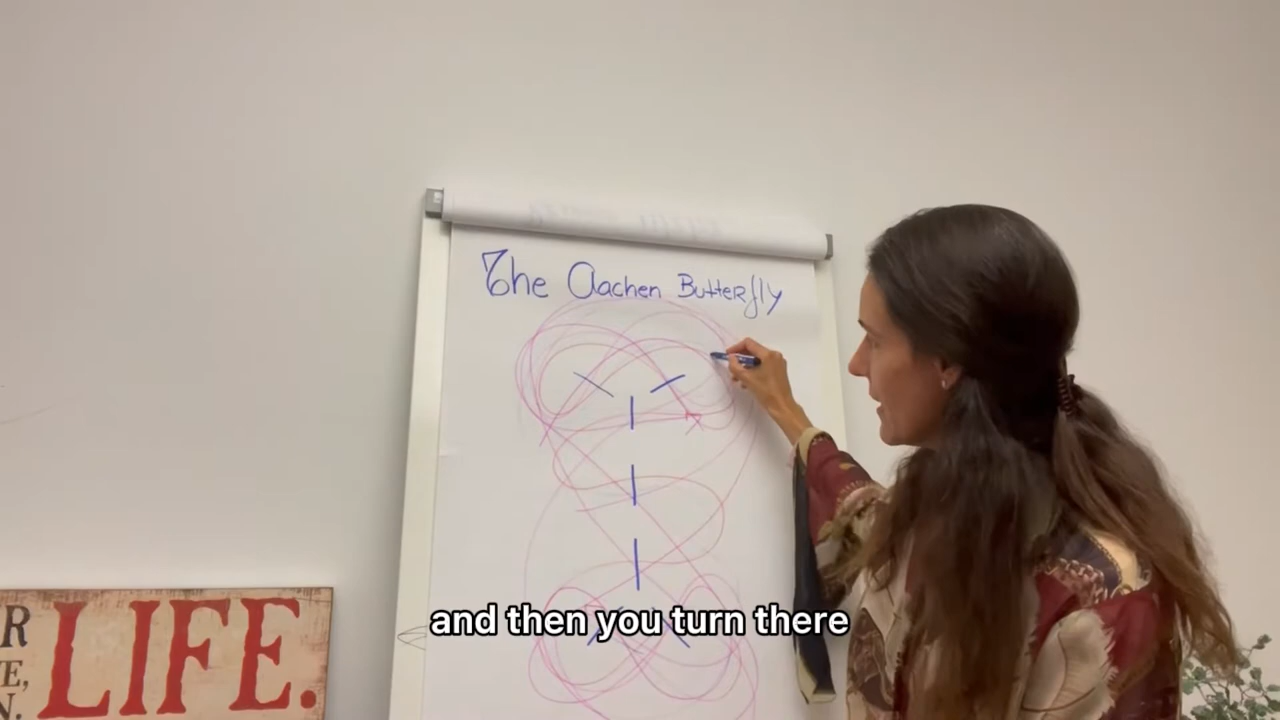 The Aachen Butterfly
and then you turn there
R LIFE.
E,
N.